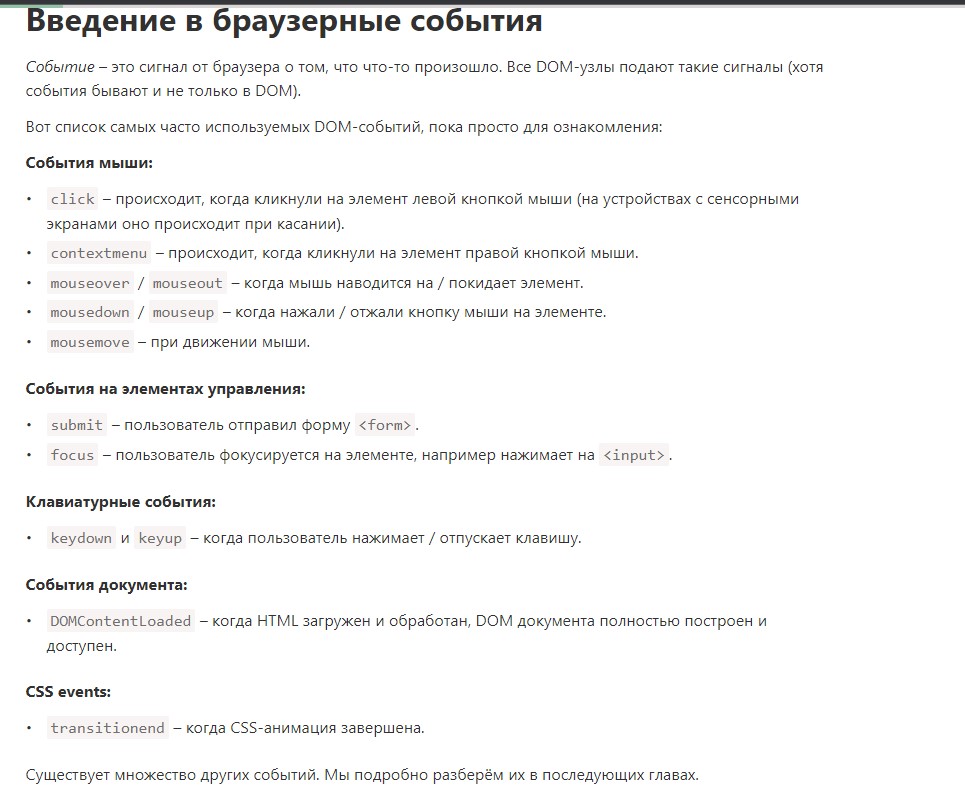 Введение в браузерные события
Событие – это сигнал от браузера о том, что что-то произошло. Все DOM-узлы подают такие сигналы (хотя
события бывают и не только в DOM).
Вот список самых часто используемых DOM-событий, пока просто для ознакомления:
События мыши:
• click – происходит, когда кликнули на элемент левой кнопкой мыши (на устройствах с сенсорными
экранами оно происходит при касании).
• contextmenu – происходит, когда кликнули на элемент правой кнопкой мыши.
• mouseover / mouseout – когда мышь наводится на / покидает элемент.
• mousedown / mouseup – когда нажали / отжали кнопку мыши на элементе.
• mousemove – при движении мыши.
События на элементах управления:
• submit – пользователь отправил форму <form>.
• focus – пользователь фокусируется на элементе, например нажимает на <input>.
Клавиатурные события:
• keydown и keyup – когда пользователь нажимает / отпускает клавишу.
События документа:
• DOMContentLoaded – когда HTML загружен и обработан, DOM документа полностью построен и
доступен.
CSS events:
• transitionend – когда CSS-анимация завершена.
Существует множество других событий. Мы подробно разберём их в последующих главах.